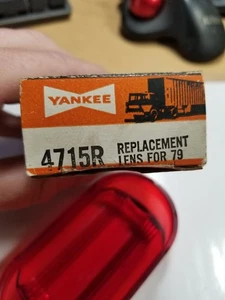 YANKEE
4715R
REPLACEMENT
LENS FOR 79